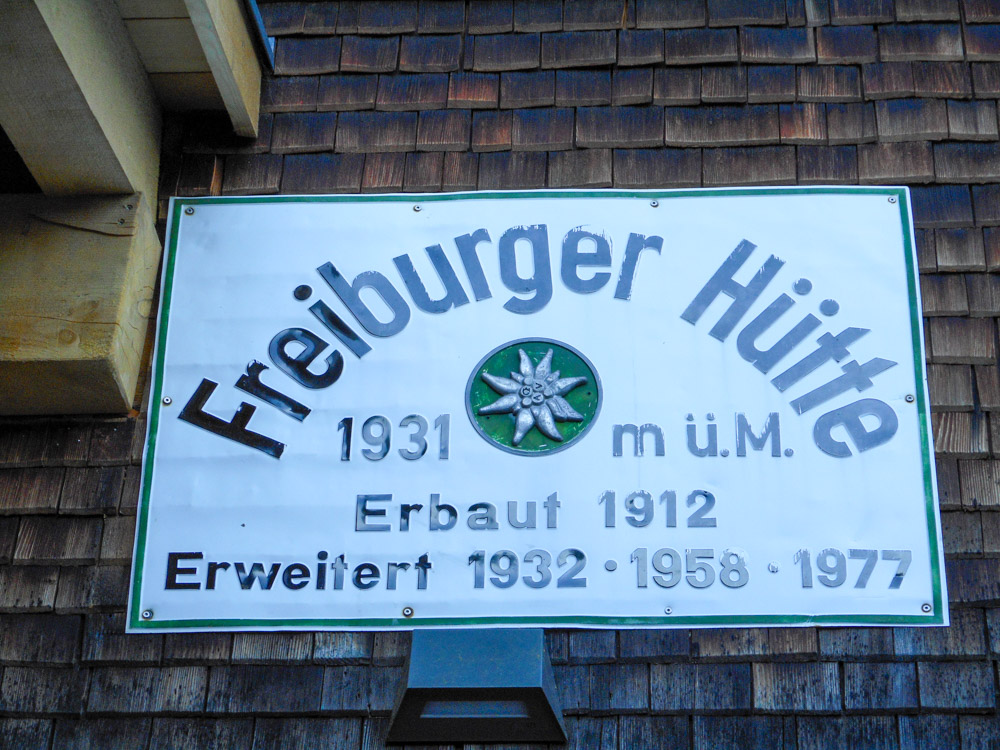 Freiburger Hütte
1931 m ü.M.
Erbaut 1912
Erweitert 1932 · 1958 · 1977